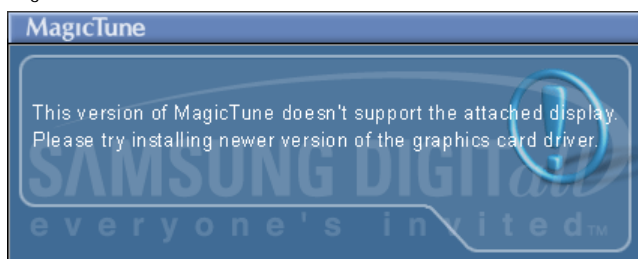 MagicTune
This version of MagicTune doesn't support the attached display.
Please try installing newer version of the graphics card driver.
SAMSUNG DIGITall
everyone's invited™